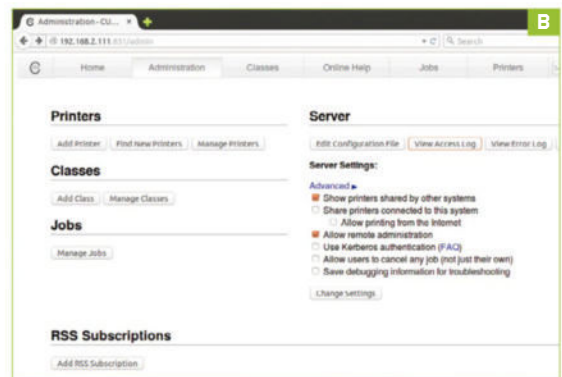 Administration - CU...
B
192.168.2.111:631/admin
Search
Home Administration Classes Online Help Jobs Printers
Printers
Add Printer Find New Printers Manage Printers
Classes
Add Class Manage Classes
Jobs
Manage Jobs
Server
Edit Configuration File View Access Log View Error Log
Server Settings:
Advanced ▸
Show printers shared by other systems
Share printers connected to this system
Allow printing from the Internet
Allow remote administration
Use Kerberos authentication (FAQ)
Allow users to cancel any job (not just their own)
Save debugging information for troubleshooting
Change Settings
RSS Subscriptions
Add RSS Subscription